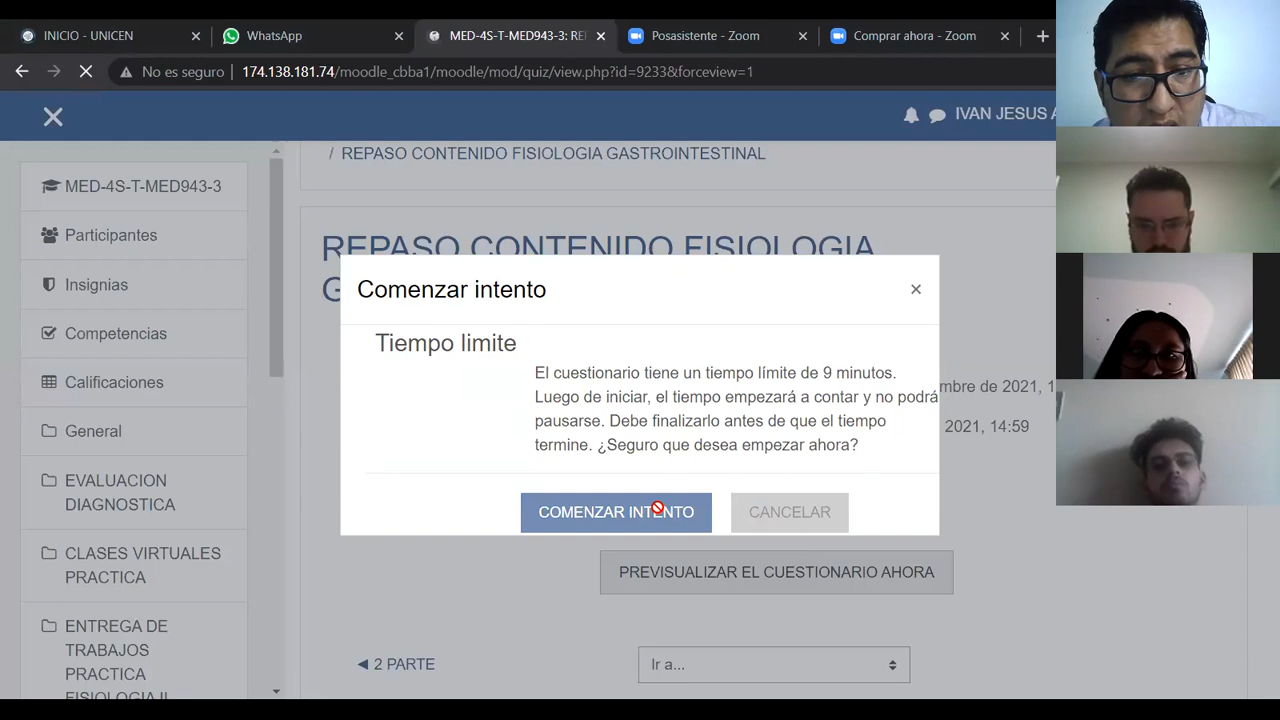 INICIO - UNICEN
WhatsApp
MED-4S-T-MED943-3: RE
Posasistente - Zoom
Comprar ahora - Zoom
No es seguro
174.138.181.74/moodle_cbba1/moodle/mod/quiz/view.php?id=9233&forceview=1
IVAN JESUS A
/ REPASO CONTENIDO FISIOLOGIA GASTROINTESTINAL
MED-4S-T-MED943-3
Participantes
Insignias
Competencias
Calificaciones
General
EVALUACION
DIAGNOSTICA
CLASES VIRTUALES
PRACTICA
ENTREGA DE
TRABAJOS
PRACTICA
FISIOLOGIA II
REPASO CONTENIDO FISIOLOGIA
G
Comenzar intento
Tiempo limite
El cuestionario tiene un tiempo límite de 9 minutos.
Luego de iniciar, el tiempo empezará a contar y no podrá
pausarse. Debe finalizarlo antes de que el tiempo
termine. ¿Seguro que desea empezar ahora?
mbre de 2021, 1
2021, 14:59
COMENZAR INTENTO
CANCELAR
PREVISUALIZAR EL CUESTIONARIO AHORA
◀ 2 PARTE
Ir a...